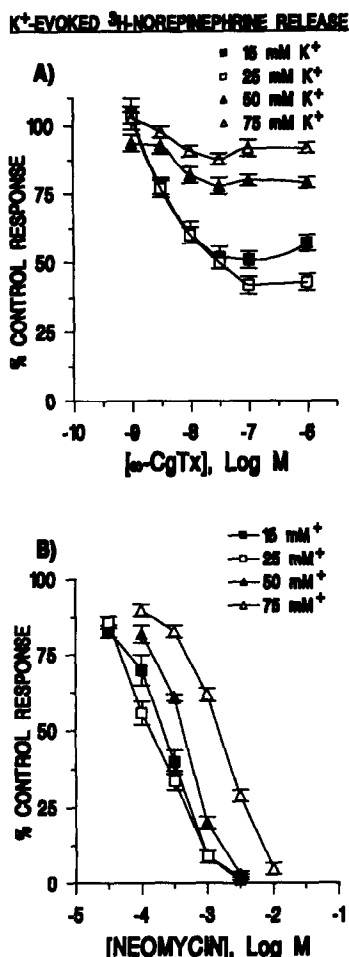 K⁺-EVOKED ³H-NOREPINEPHRINE RELEASE
A)
15 mM K⁺
25 mM K⁺
50 mM K⁺
75 mM K⁺
% CONTROL RESPONSE
100
75
50
25
0
-10 -9 -8 -7 -6
[ω-CgTx], Log M
B)
15 mM⁺
25 mM⁺
50 mM⁺
75 mM⁺
% CONTROL RESPONSE
100
75
50
25
0
-5 -4 -3 -2 -1
[NEOMYCIN], Log M